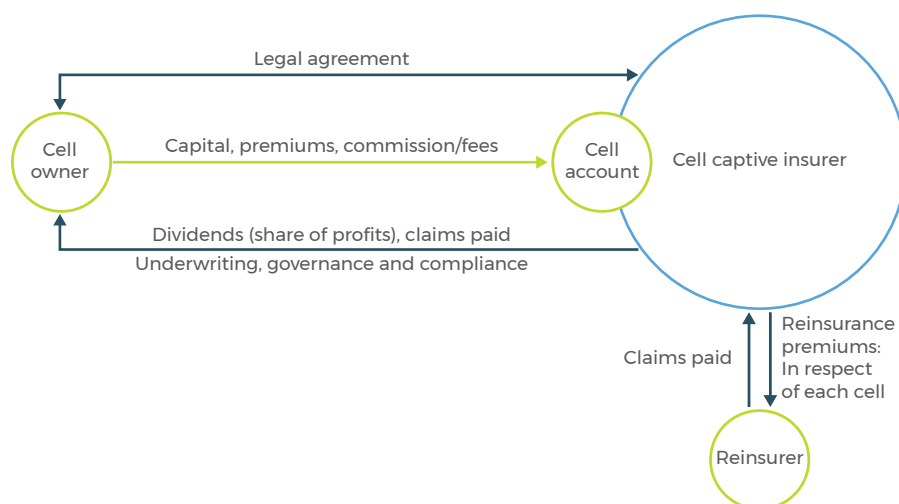 Legal agreement
Cell
owner
Capital, premiums, commission/fees
Cell
account
Cell captive insurer
Dividends (share of profits), claims paid
Underwriting, governance and compliance
Claims paid
Reinsurance
premiums:
In respect
of each cell
Reinsurer